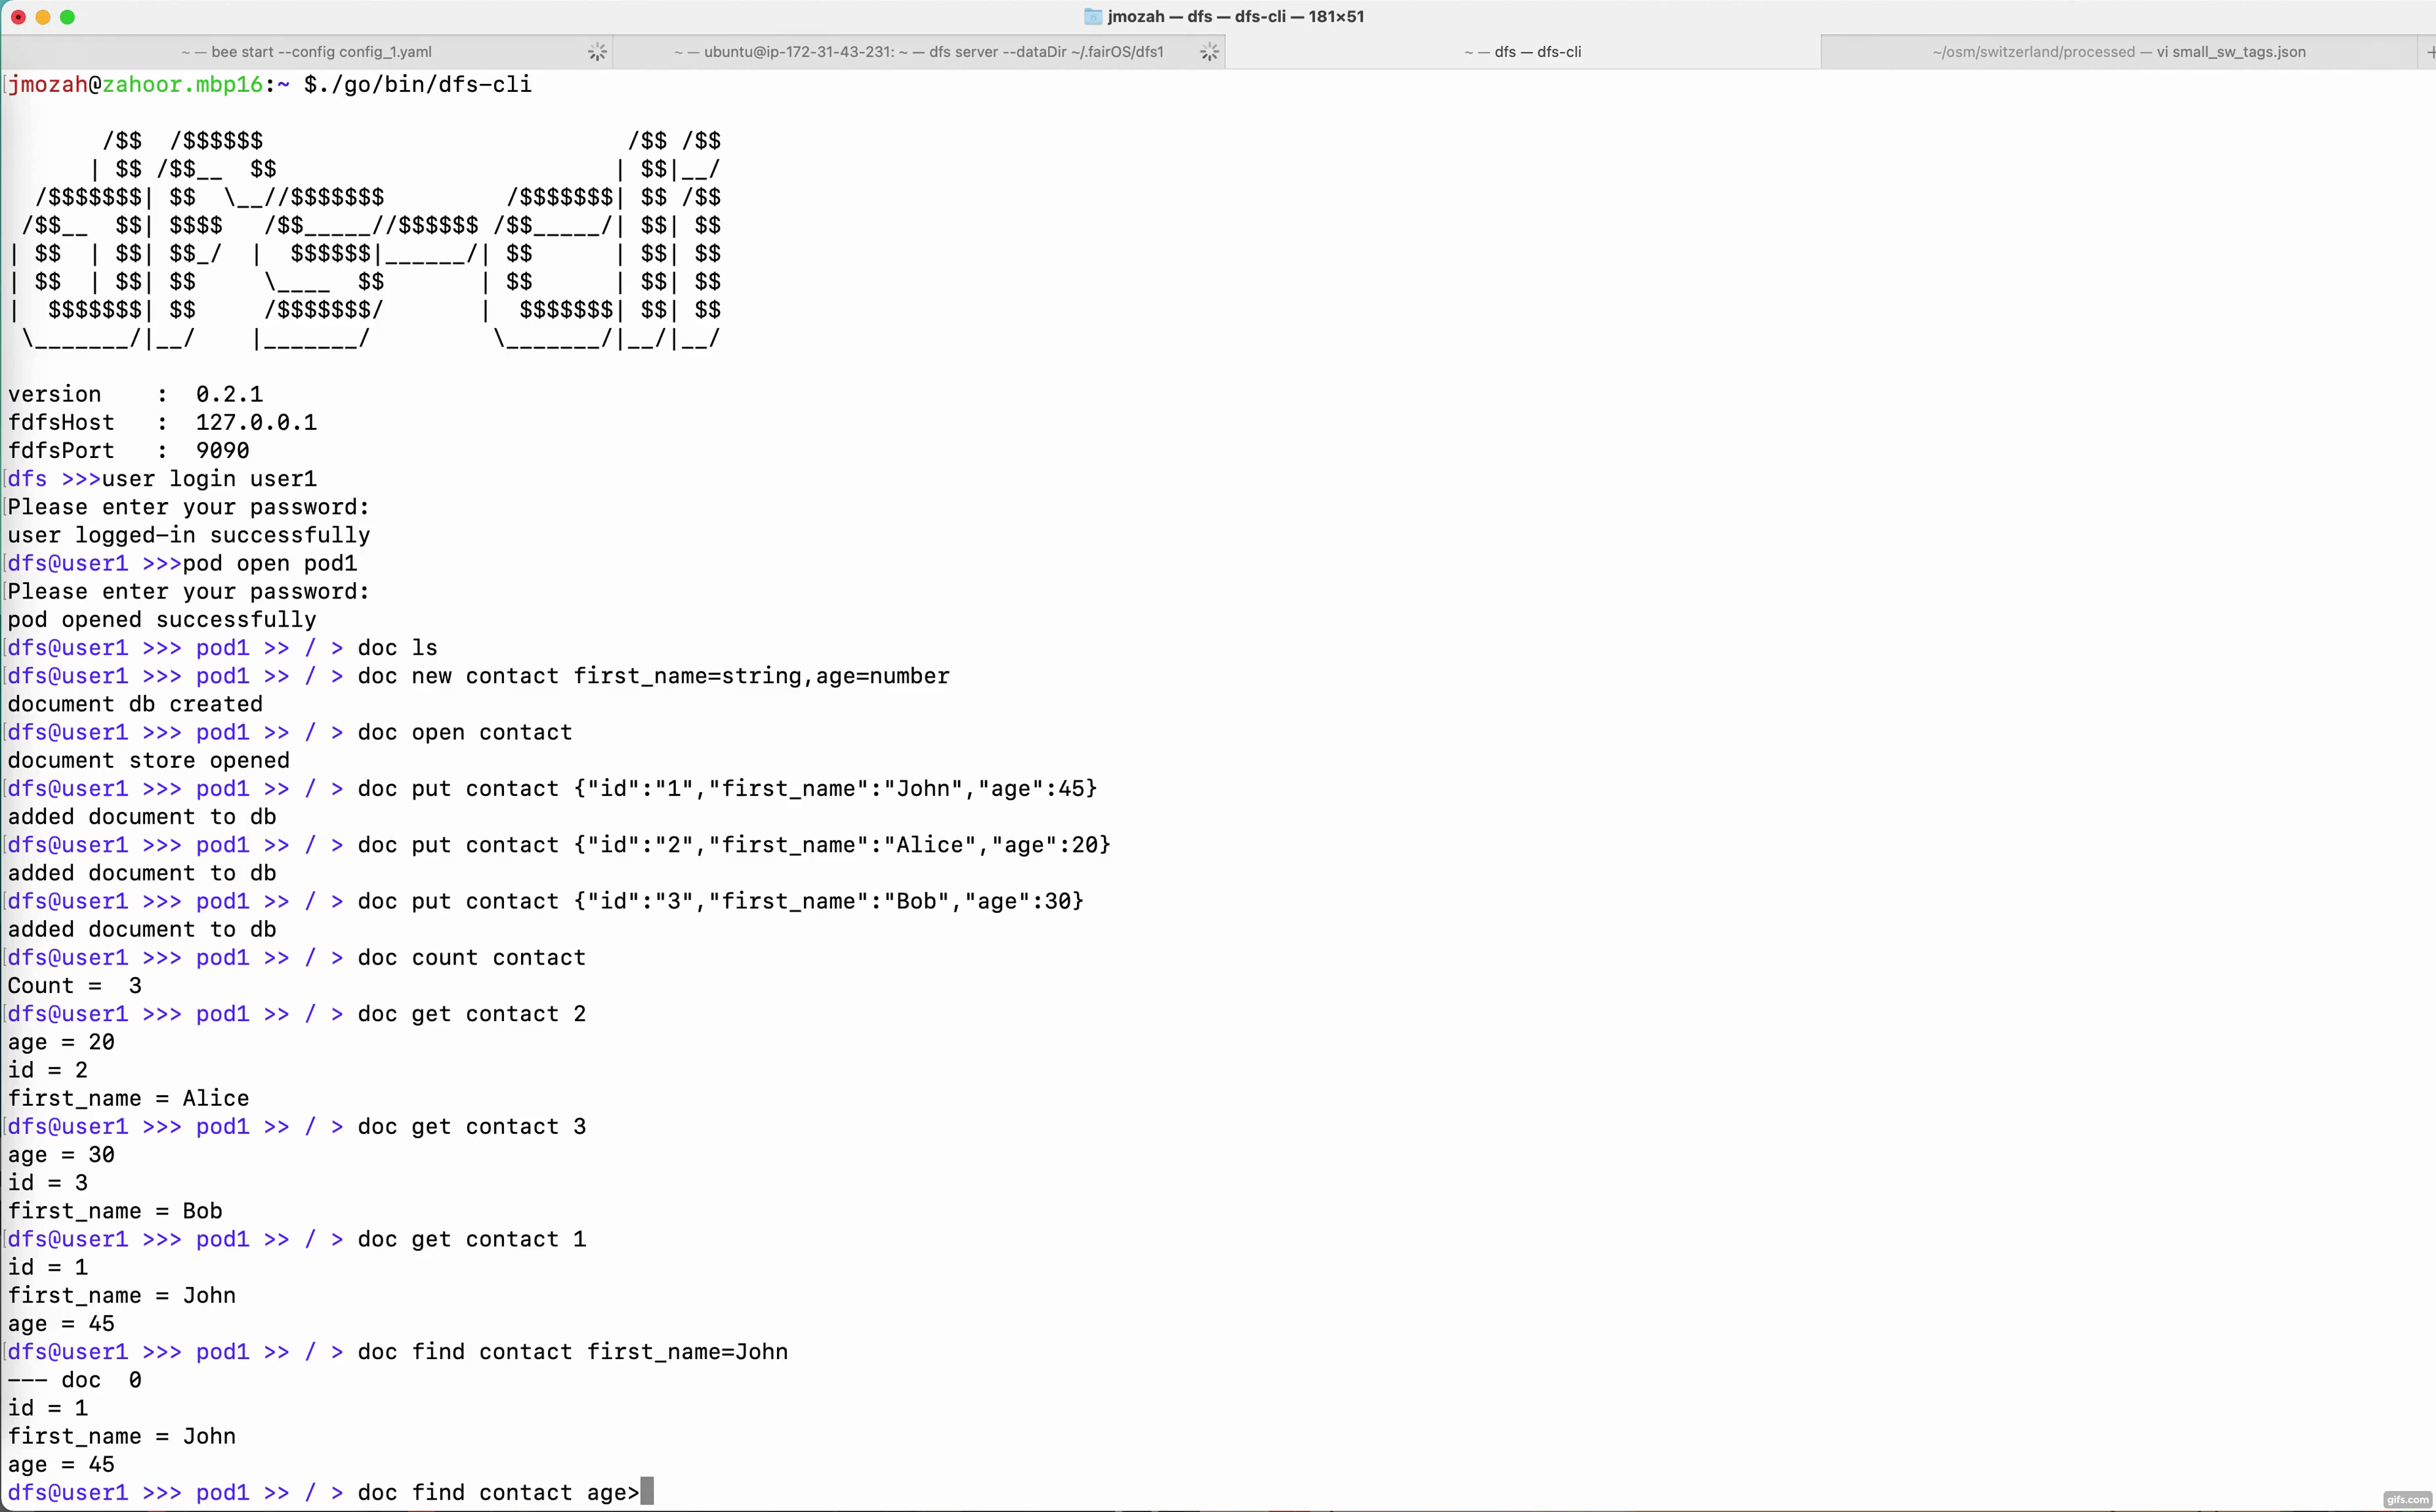 jmozah — dfs — dfs-cli — 181×51
~ — bee start --config config_1.yaml
~ — ubuntu@ip-172-31-43-231: ~ — dfs server --dataDir ~/.fairOS/dfs1
~ — dfs — dfs-cli
~/osm/switzerland/processed — vi small_sw_tags.json
jmozah@zahoor.mbp16:~ $./go/bin/dfs-cli
       /$$  /$$$$$$                           /$$ /$$
      | $$ /$$__  $$                         | $$|__/
  /$$$$$$$| $$  \__//$$$$$$$         /$$$$$$$| $$ /$$
 /$$__  $$| $$$$   /$$_____//$$$$$$ /$$_____/| $$| $$
| $$  | $$| $$_/  |  $$$$$$|______/| $$      | $$| $$
| $$  | $$| $$     \____  $$       | $$      | $$| $$
|  $$$$$$$| $$     /$$$$$$$/       |  $$$$$$$| $$| $$
 \_______/|__/    |_______/         \_______/|__/|__/
version    :  0.2.1
fdfsHost   :  127.0.0.1
fdfsPort   :  9090
dfs >>>user login user1
Please enter your password:
user logged-in successfully
dfs@user1 >>>pod open pod1
Please enter your password:
pod opened successfully
dfs@user1 >>> pod1 >> / > doc ls
dfs@user1 >>> pod1 >> / > doc new contact first_name=string,age=number
document db created
dfs@user1 >>> pod1 >> / > doc open contact
document store opened
dfs@user1 >>> pod1 >> / > doc put contact {"id":"1","first_name":"John","age":45}
added document to db
dfs@user1 >>> pod1 >> / > doc put contact {"id":"2","first_name":"Alice","age":20}
added document to db
dfs@user1 >>> pod1 >> / > doc put contact {"id":"3","first_name":"Bob","age":30}
added document to db
dfs@user1 >>> pod1 >> / > doc count contact
Count =  3
dfs@user1 >>> pod1 >> / > doc get contact 2
age = 20
id = 2
first_name = Alice
dfs@user1 >>> pod1 >> / > doc get contact 3
age = 30
id = 3
first_name = Bob
dfs@user1 >>> pod1 >> / > doc get contact 1
id = 1
first_name = John
age = 45
dfs@user1 >>> pod1 >> / > doc find contact first_name=John
--- doc  0
id = 1
first_name = John
age = 45
dfs@user1 >>> pod1 >> / > doc find contact age>
gifs.com